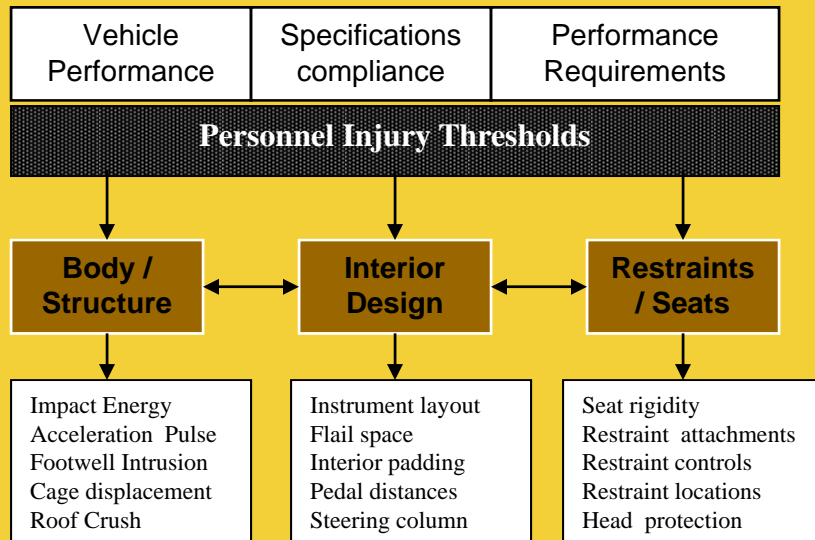 Vehicle
Performance
Specifications
compliance
Performance
Requirements
Personnel Injury Thresholds
Body /
Structure
Interior
Design
Restraints
/ Seats
Impact Energy
Acceleration Pulse
Footwell Intrusion
Cage displacement
Roof Crush
Instrument layout
Flail space
Interior padding
Pedal distances
Steering column
Seat rigidity
Restraint attachments
Restraint controls
Restraint locations
Head protection